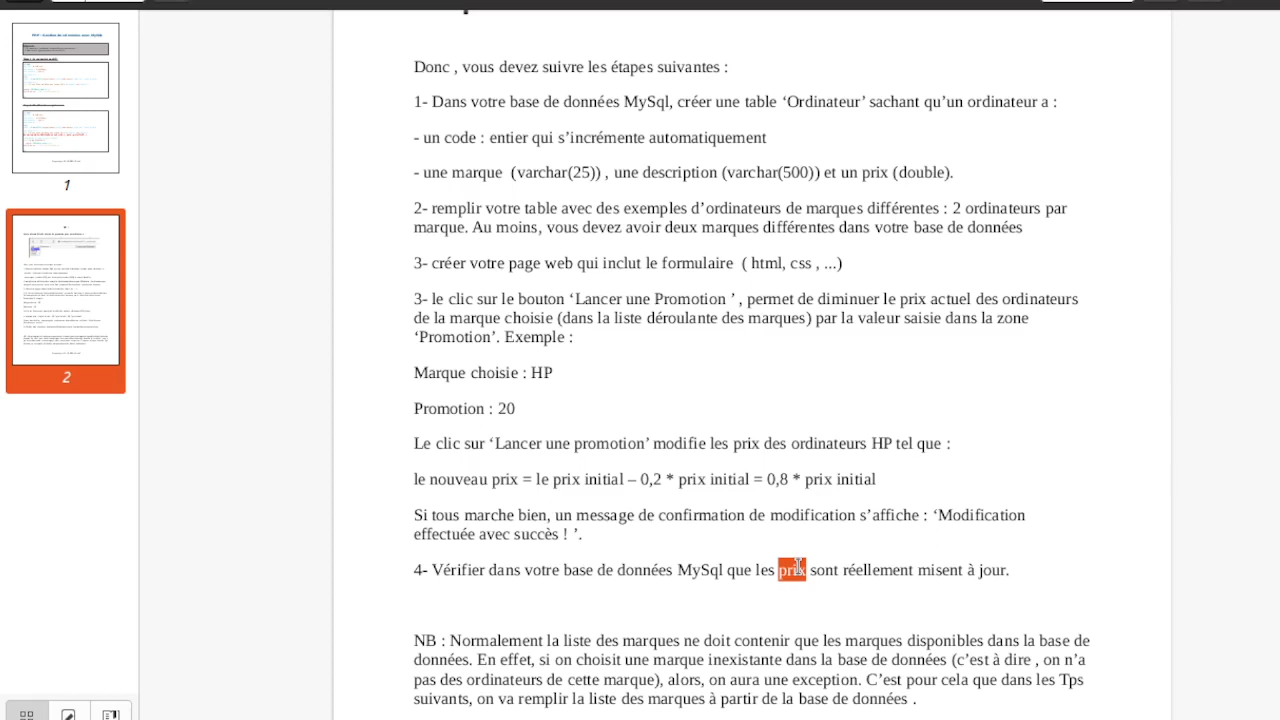 Donc , vous devez suivre les étapes suivantes :
1- Dans votre base de données MySql, créer une table ‘Ordinateur’ sachant qu’un ordinateur a :
- un code : entier qui s’incrémente automatiquement
- une marque (varchar(25)) , une description (varchar(500)) et un prix (double).
2- remplir votre table avec des exemples d’ordinateurs de marques différentes : 2 ordinateurs par
marque. Au moins, vous devez avoir deux marques différentes dans votre base de données
3- créer votre page web qui inclut le formulaire ( html, css , ...)
3- le clic sur le bouton ‘Lancer une Promotion’ , permet de diminuer le prix actuel des ordinateurs
de la marque choisie (dans la liste déroulante des marques) par la valeur saisie dans la zone
‘Promotion’. Exemple :
Marque choisie : HP
Promotion : 20
Le clic sur ‘Lancer une promotion’ modifie les prix des ordinateurs HP tel que :
le nouveau prix = le prix initial – 0,2 * prix initial = 0,8 * prix initial
Si tous marche bien, un message de confirmation de modification s’affiche : ‘Modification
effectuée avec succès ! ’.
4- Vérifier dans votre base de données MySql que les prix sont réellement misent à jour.
NB : Normalement la liste des marques ne doit contenir que les marques disponibles dans la base de
données. En effet, si on choisit une marque inexistante dans la base de données (c’est à dire , on n’a
pas des ordinateurs de cette marque), alors, on aura une exception. C’est pour cela que dans les Tps
suivants, on va remplir la liste des marques à partir de la base de données .
1
2